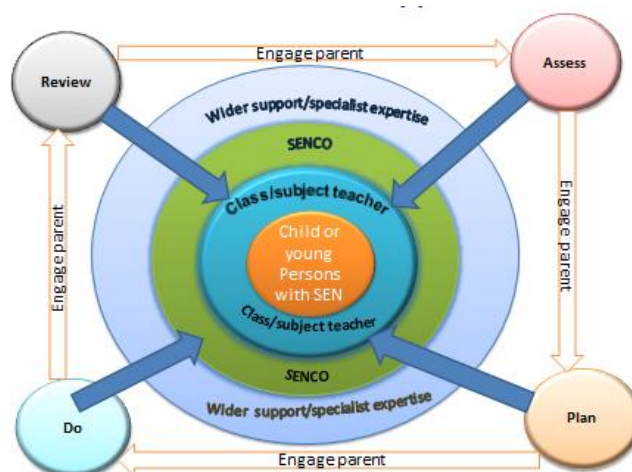 Engage parent
Review
Assess
Wider support/specialist expertise
SENCO
Class/subject teacher
Child or
young
Persons
with SEN
Engage parent
Engage parent
Class/subject teacher
SENCO
Wider support/specialist expertise
Do
Plan
Engage parent